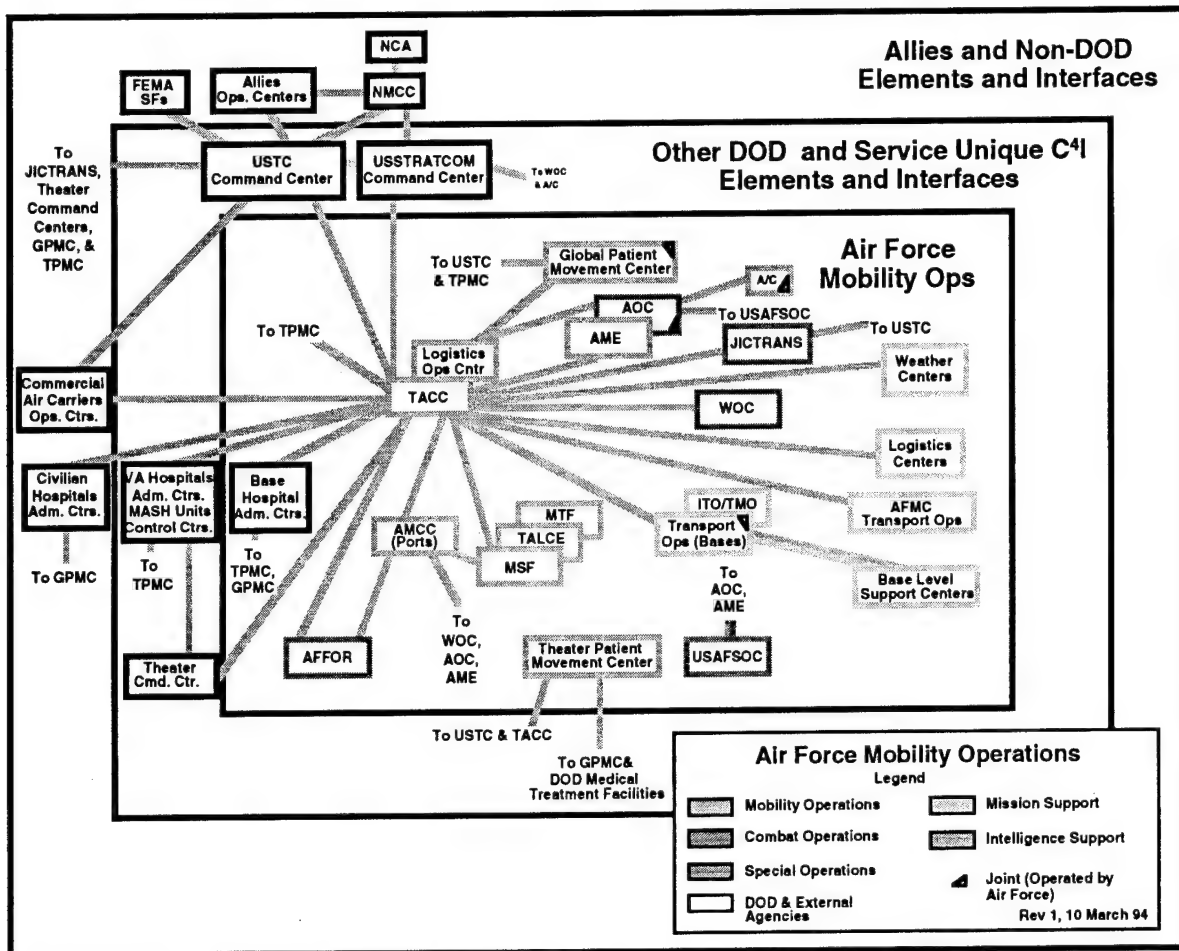 NCA
Allies and Non-DOD
Elements and Interfaces
FEMA
SFs
Allies
Ops. Centers
NMCC
To
JICTRANS,
Theater
Command
Centers,
GPMC, &
TPMC
USTC
Command Center
USSTRATCOM
Command Center
To WOC
& A/C
Other DOD and Service Unique C⁴I
Elements and Interfaces
Air Force
Mobility Ops
To USTC
& TPMC
Global Patient
Movement Center
A/C
AOC
To USAFSOC
AME
To USTC
JICTRANS
To TPMC
Logistics
Ops Cntr
Weather
Centers
TACC
Commercial
Air Carriers
Ops. Ctrs.
WOC
Logistics
Centers
Civilian
Hospitals
Adm. Ctrs.
VA Hospitals
Adm. Ctrs.
MASH Units
Control Ctrs.
Base
Hospital
Adm. Ctrs.
AMCC
(Ports)
MTF
TALCE
MSF
ITO/TMO
Transport
Ops (Bases)
AFMC
Transport Ops
Base Level
Support Centers
To GPMC
To
TPMC
To
TPMC,
GPMC
To
WOC,
AOC,
AME
To
AOC,
AME
Theater
Cmd. Ctr.
AFFOR
Theater Patient
Movement Center
USAFSOC
To USTC & TACC
To GPMC&
DOD Medical
Treatment Facilities
Air Force Mobility Operations
Legend
Mobility Operations
Combat Operations
Special Operations
DOD & External
Agencies
Mission Support
Intelligence Support
Joint (Operated by
Air Force)
Rev 1, 10 March 94